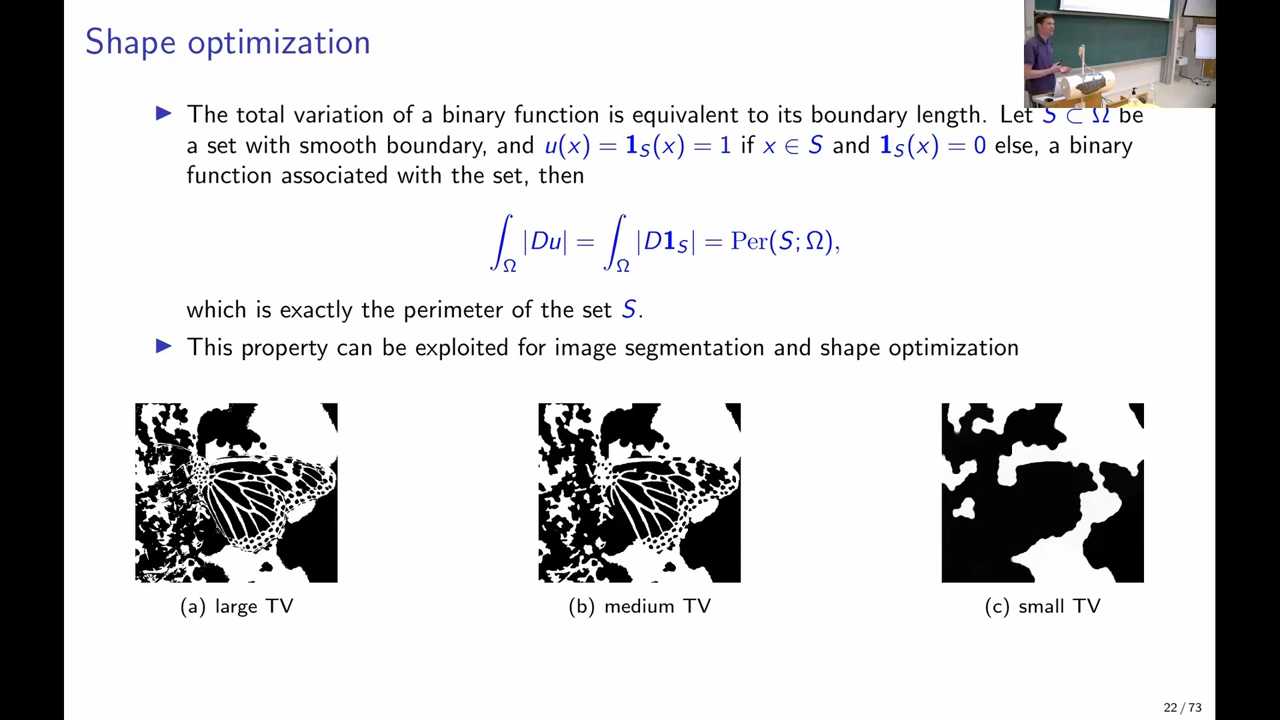 Shape optimization
▶ The total variation of a binary function is equivalent to its boundary length. Let S ⊂ Ω be
a set with smooth boundary, and u(x) = 𝟏_S(x) = 1 if x ∈ S and 𝟏_S(x) = 0 else, a binary
function associated with the set, then
∫_Ω |Du| = ∫_Ω |D𝟏_S| = Per(S; Ω),
which is exactly the perimeter of the set S.
▶ This property can be exploited for image segmentation and shape optimization
(a) large TV
(b) medium TV
(c) small TV
22 / 73